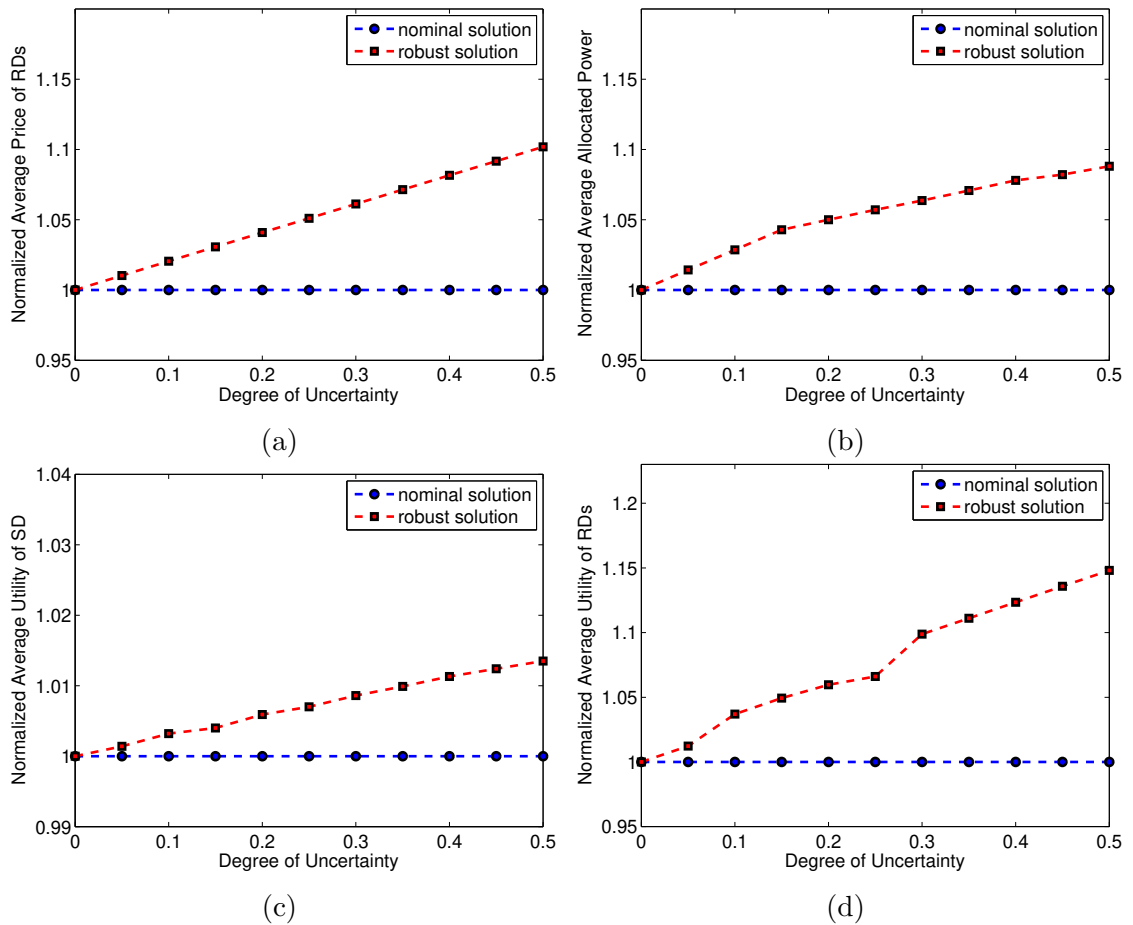 nominal solution
robust solution
Normalized Average Price of RDs
1.15
1.1
1.05
1
0.95
0
0.1
0.2
0.3
0.4
0.5
Degree of Uncertainty
(a)
nominal solution
robust solution
Normalized Average Allocated Power
1.15
1.1
1.05
1
0.95
0
0.1
0.2
0.3
0.4
0.5
Degree of Uncertainty
(b)
nominal solution
robust solution
Normalized Average Utility of SD
1.04
1.03
1.02
1.01
1
0.99
0
0.1
0.2
0.3
0.4
0.5
Degree of Uncertainty
(c)
nominal solution
robust solution
Normalized Average Utility of RDs
1.2
1.15
1.1
1.05
1
0.95
0
0.1
0.2
0.3
0.4
0.5
Degree of Uncertainty
(d)